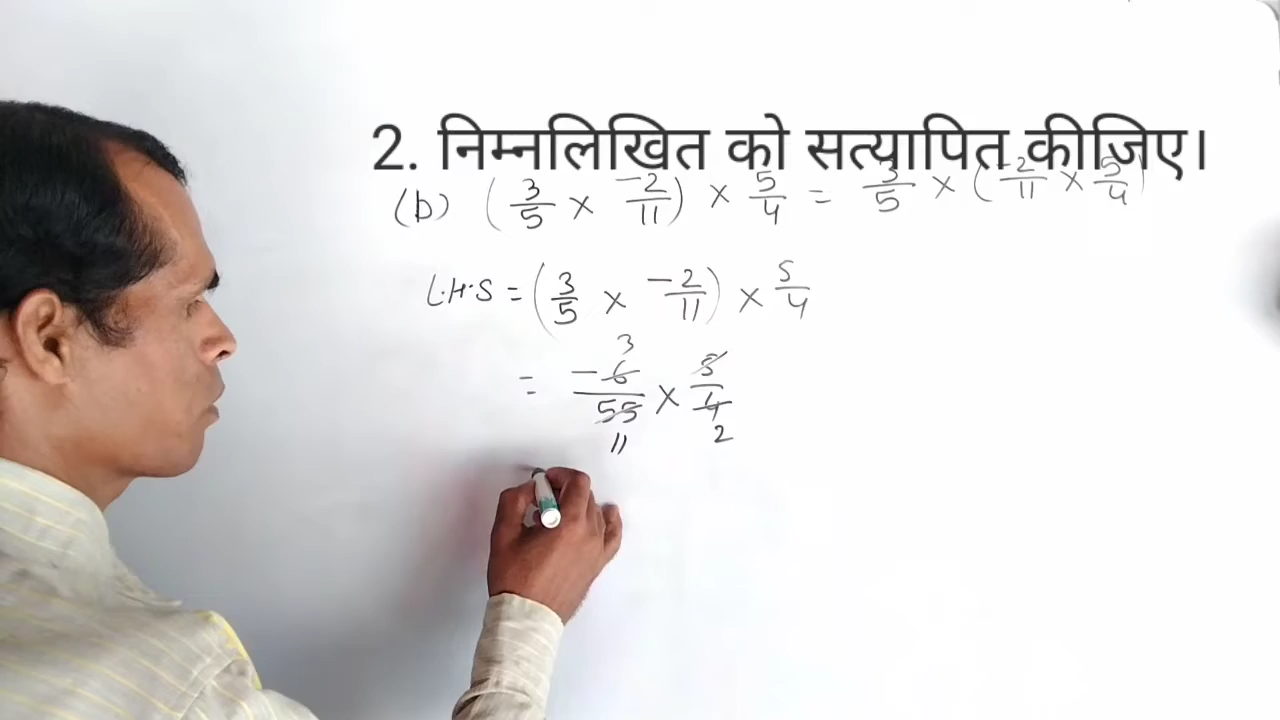 2. निम्नलिखित को सत्यापित कीजिए।
(b) (3/5 × -2/11) × 5/4 = 3/5 × (-2/11 × 5/4)
L.H.S = (3/5 × -2/11) × 5/4
3
= -6/55 × 5/4
11 2